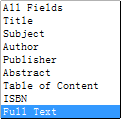 All Fields
Title
Subject
Author
Publisher
Abstract
Table of Content
ISBN
Full Text